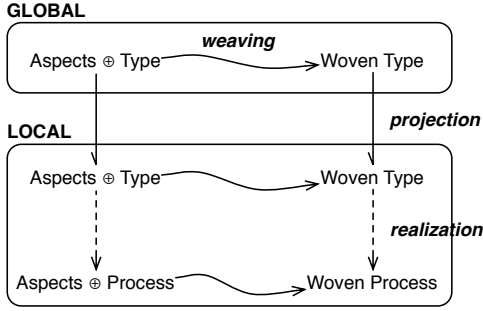 GLOBAL
weaving
Aspects ⊕ Type Woven Type
projection
LOCAL
Aspects ⊕ Type Woven Type
realization
Aspects ⊕ Process Woven Process